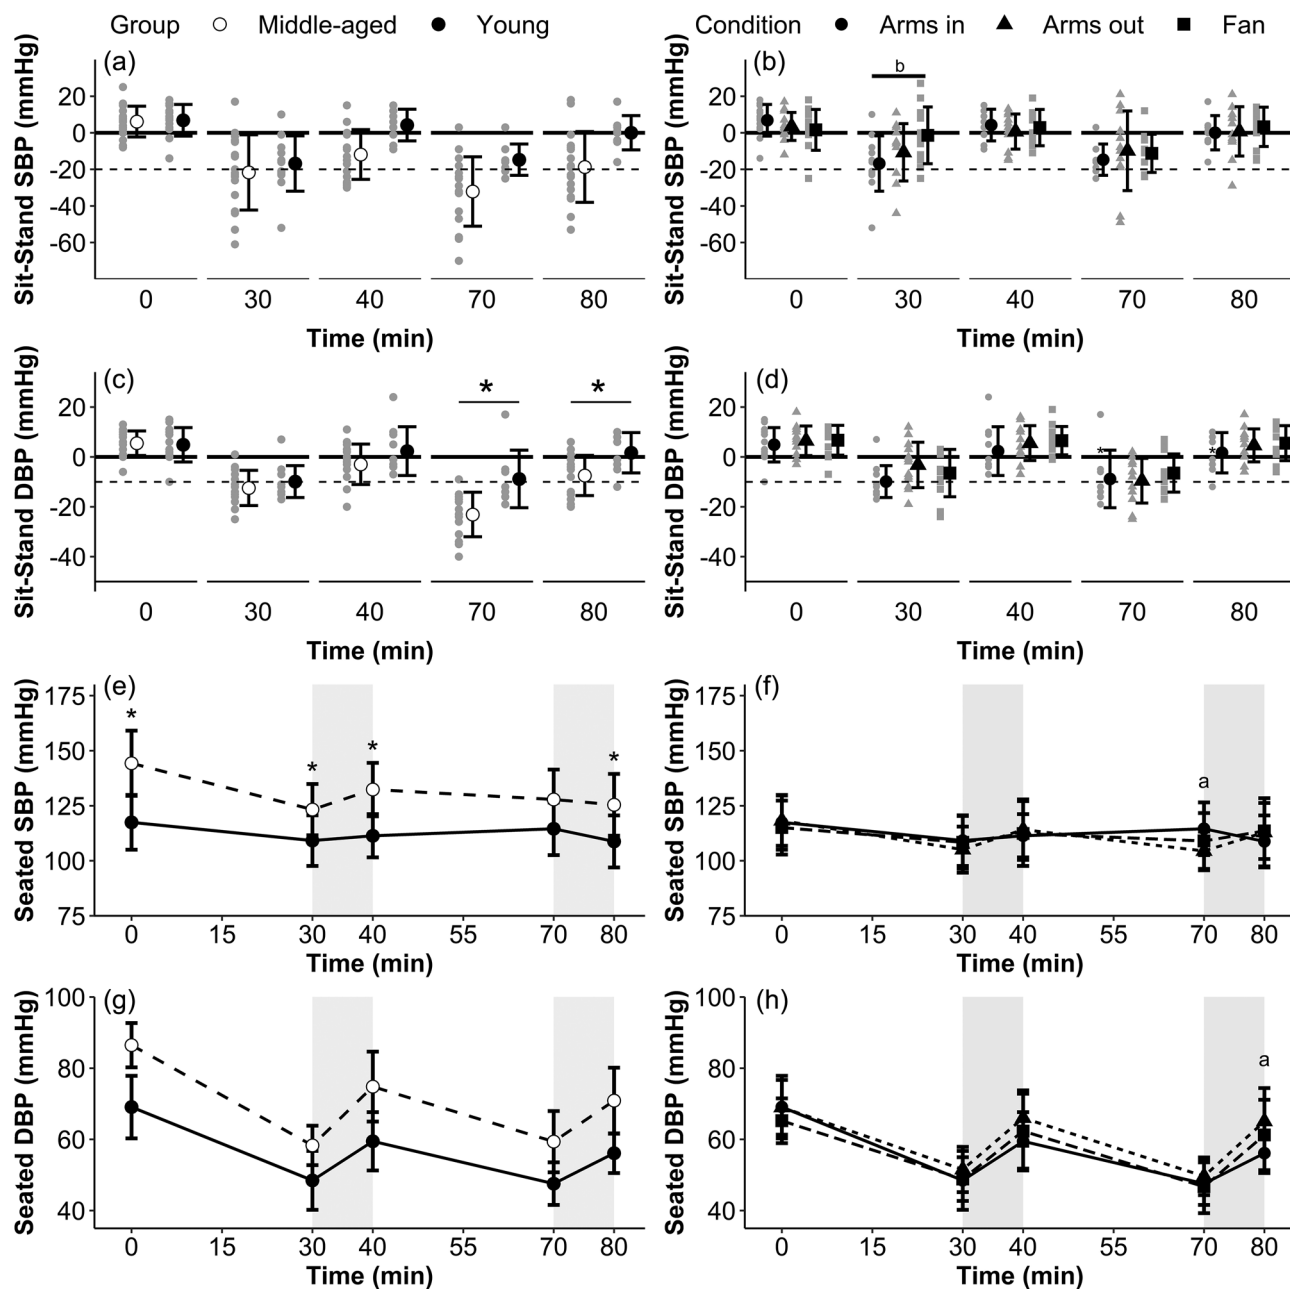 Group Middle-aged Young
Condition Arms in Arms out Fan
(a)
Sit-Stand SBP (mmHg)
20
0
-20
-40
-60
0 30 40 70 80
Time (min)
(b)
b
Sit-Stand SBP (mmHg)
20
0
-20
-40
-60
0 30 40 70 80
Time (min)
(c)
* *
Sit-Stand DBP (mmHg)
20
0
-20
-40
0 30 40 70 80
Time (min)
(d)
* *
Sit-Stand DBP (mmHg)
20
0
-20
-40
0 30 40 70 80
Time (min)
(e)
* * * *
Seated SBP (mmHg)
175
150
125
100
75
0 15 30 40 55 70 80
Time (min)
(f)
a
Seated SBP (mmHg)
175
150
125
100
75
0 15 30 40 55 70 80
Time (min)
(g)
Seated DBP (mmHg)
100
80
60
40
0 15 30 40 55 70 80
Time (min)
(h)
a
Seated DBP (mmHg)
100
80
60
40
0 15 30 40 55 70 80
Time (min)